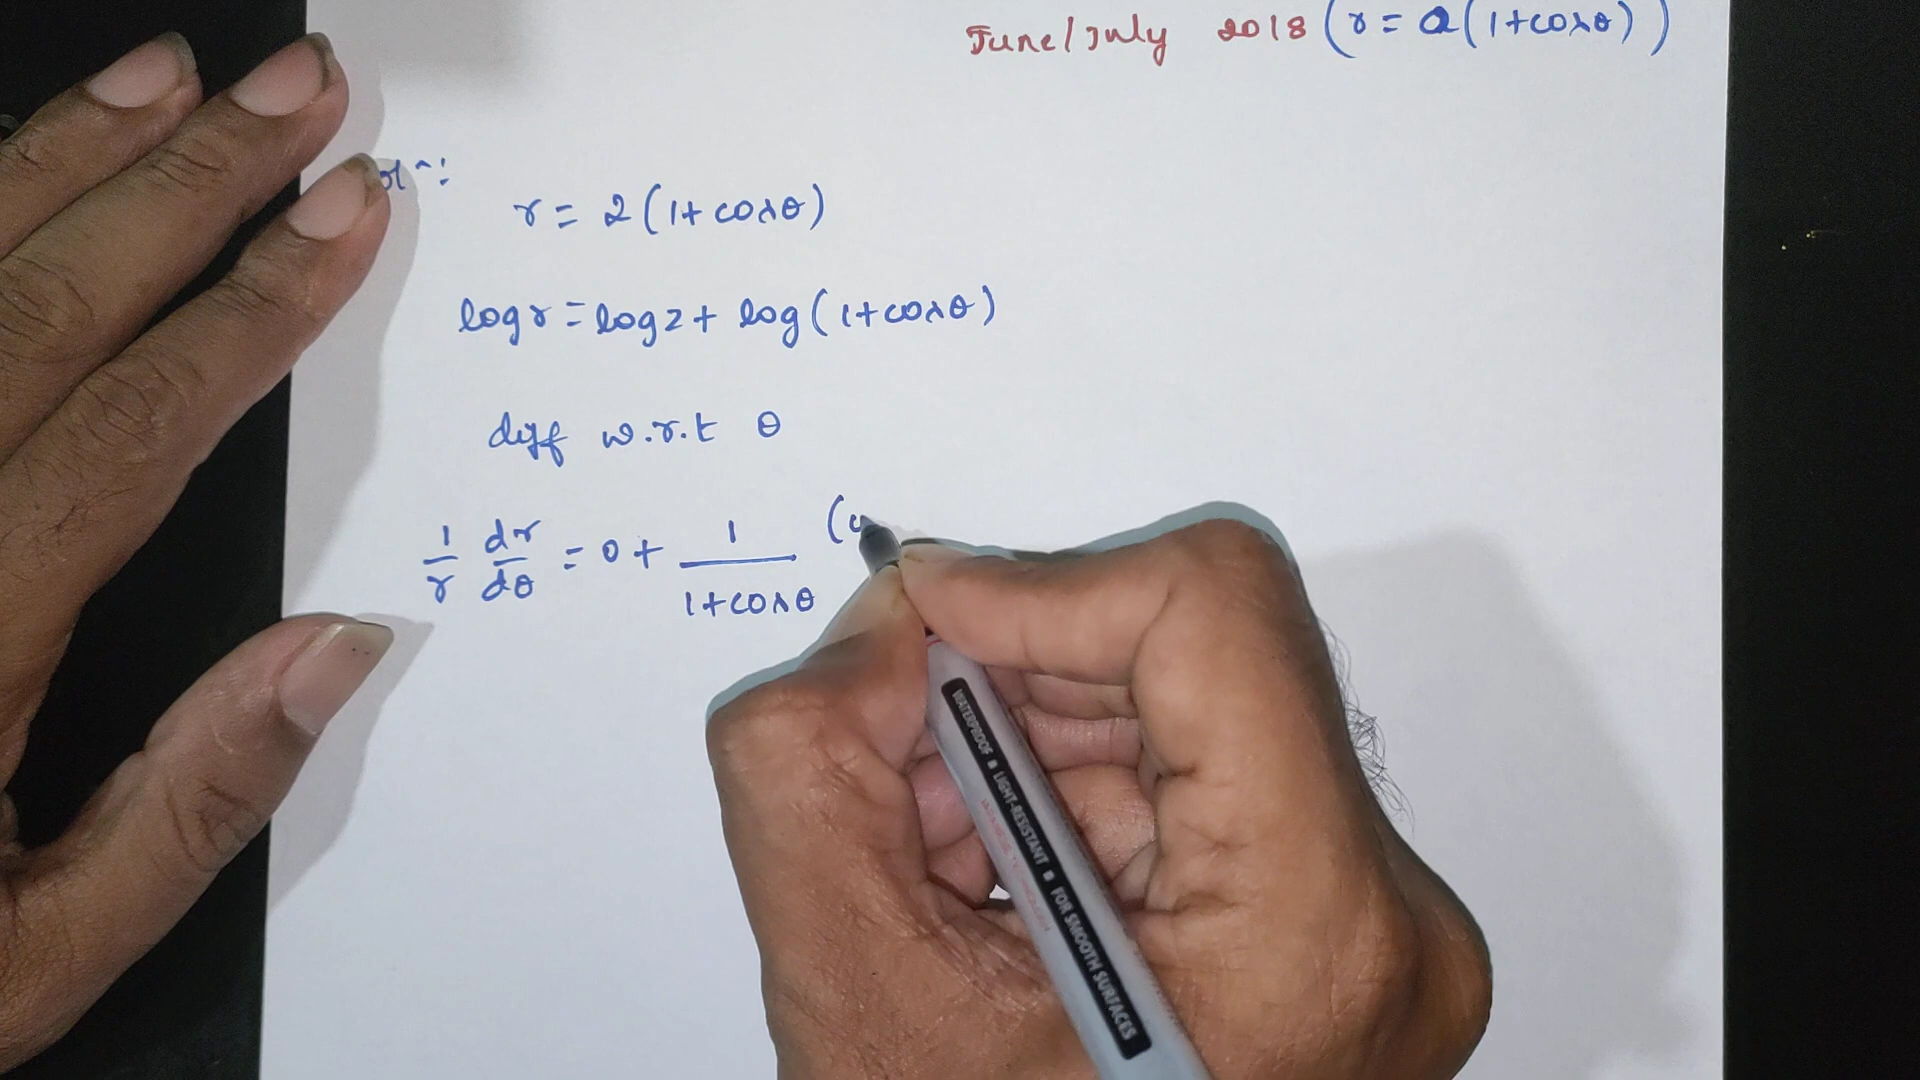 June/July 2018 (r = a(1+cosθ))
soln:
r = 2(1+cosθ)
log r = log 2 + log(1+cosθ)
diff w.r.t θ
1/r dr/dθ = 0 + 1/(1+cosθ) (
WATERPROOF ▪ LIGHT-RESISTANT ▪ FOR SMOOTH SURFACES